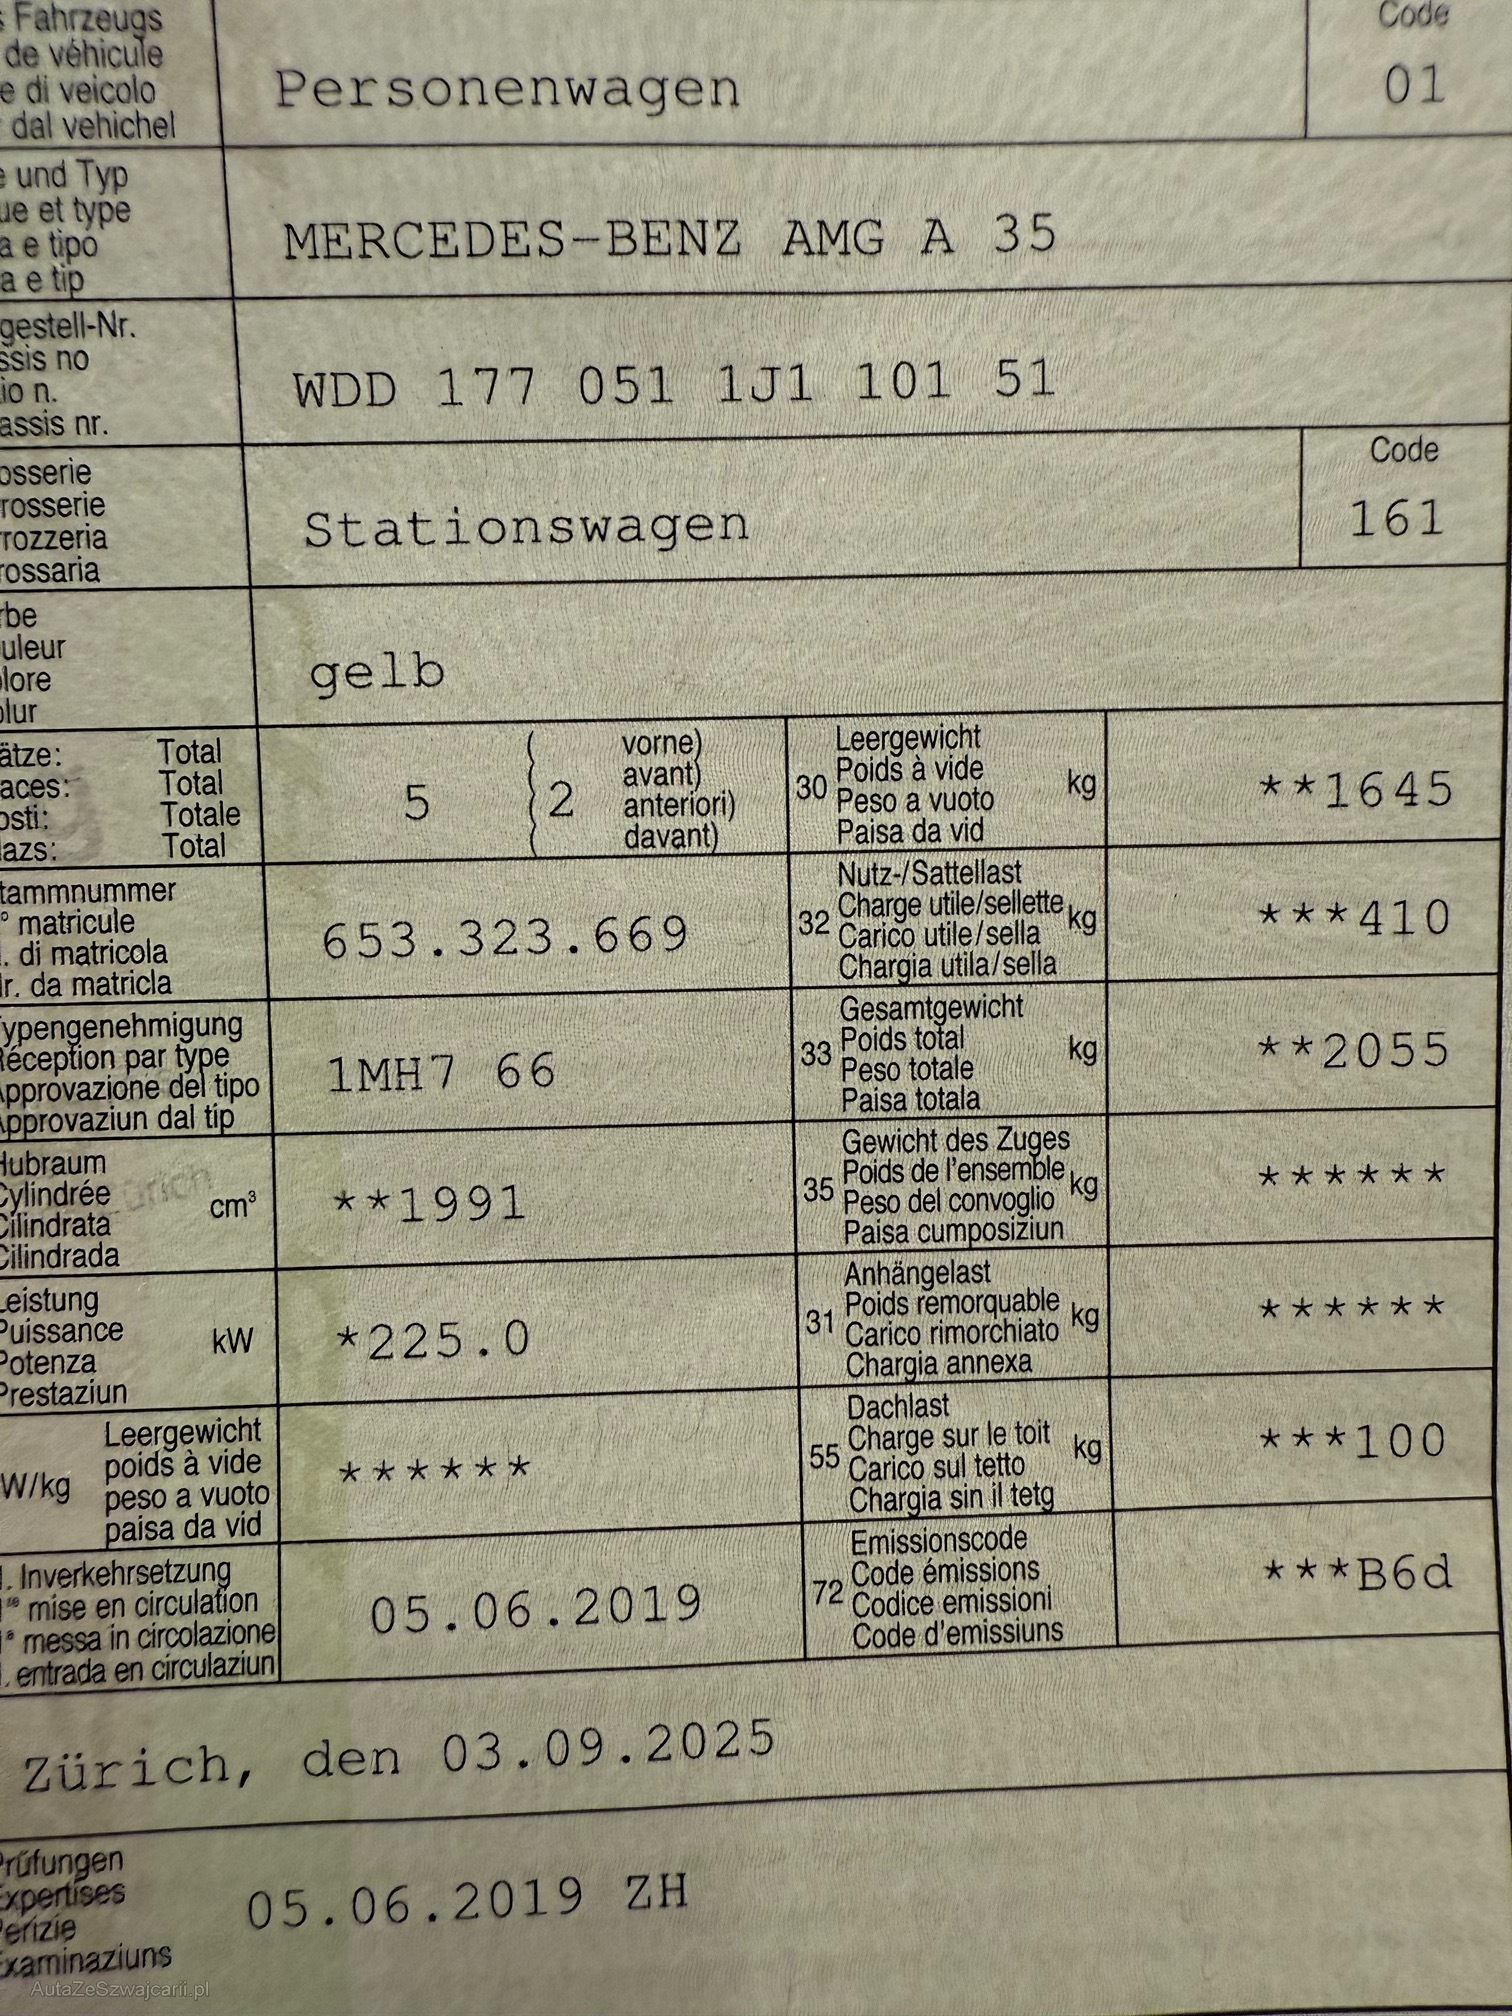 Fahrzeugs
de véhicule
e di veicolo
dal vehichel
Personenwagen
Code
01
e und Typ
ue et type
a e tipo
a e tip
MERCEDES-BENZ AMG A 35
gestell-Nr.
ssis no
io n.
assis nr.
WDD 177 051 1J1 101 51
osserie
rosserie
rozzeria
rossaria
Stationswagen
Code
161
rbe
uleur
lore
lur
gelb
ätze: Total
aces: Total
osti: Totale
lazs: Total
5
2
vorne)
avant)
anteriori)
davant)
30
Leergewicht
Poids à vide
Peso a vuoto
Paisa da vid
kg
**1645
tammnummer
° matricule
. di matricola
r. da matricla
653.323.669
32
Nutz-/Sattellast
Charge utile/sellette
Carico utile/sella
Chargia utila/sella
kg
***410
ypengenehmigung
Réception par type
Approvazione del tipo
Approvaziun dal tip
1MH7 66
33
Gesamtgewicht
Poids total
Peso totale
Paisa totala
kg
**2055
Hubraum
Cylindrée
Cilindrata
Cilindrada
cm³
**1991
35
Gewicht des Zuges
Poids de l'ensemble
Peso del convoglio
Paisa cumposiziun
kg
******
Leistung
Puissance
Potenza
Prestaziun
kW
*225.0
31
Anhängelast
Poids remorquable
Carico rimorchiato
Chargia annexa
kg
******
W/kg
Leergewicht
poids à vide
peso a vuoto
paisa da vid
******
55
Dachlast
Charge sur le toit
Carico sul tetto
Chargia sin il tetg
kg
***100
1. Inverkehrsetzung
1re mise en circulation
1a messa in circolazione
1. entrada en circulaziun
05.06.2019
72
Emissionscode
Code émissions
Codice emissioni
Code d'emissiuns
***B6d
Zürich, den 03.09.2025
Prüfungen
Expertises
Perizie
Examinaziuns
05.06.2019 ZH
AutaZeSzwajcarii.pl